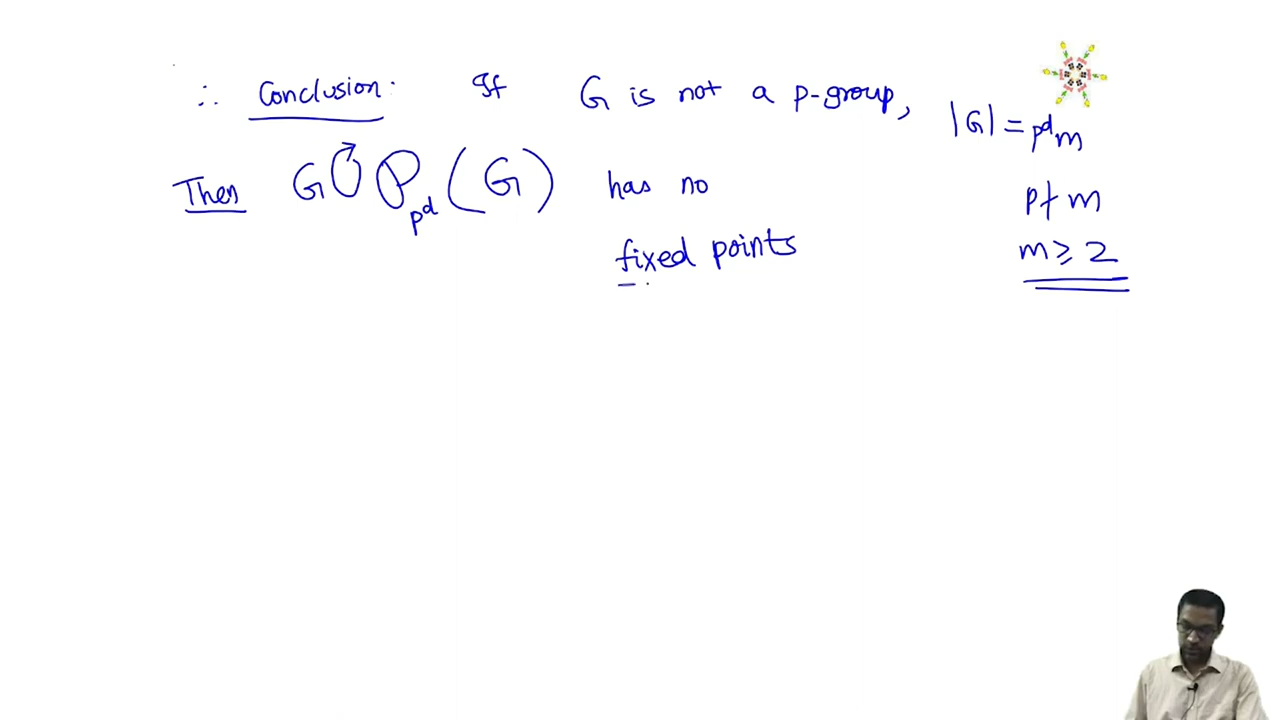 ∴ Conclusion. If G is not a p-group, |G| = p^d m
Then G ↻ P_{p^d} (G) has no p ∤ m
fixed points m ≥ 2